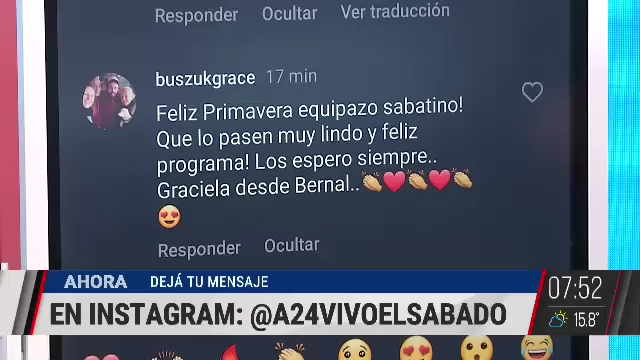 Responder Ocultar Ver traducción
buszukgrace 17 min
Feliz Primavera equipazo sabatino!
Que lo pasen muy lindo y feliz
programa! Los espero siempre..
Graciela desde Bernal..👏❤️👏❤️👏
😍
Responder Ocultar
AHORA DEJÁ TU MENSAJE
EN INSTAGRAM: @A24VIVOELSABADO
07:52
15.8°